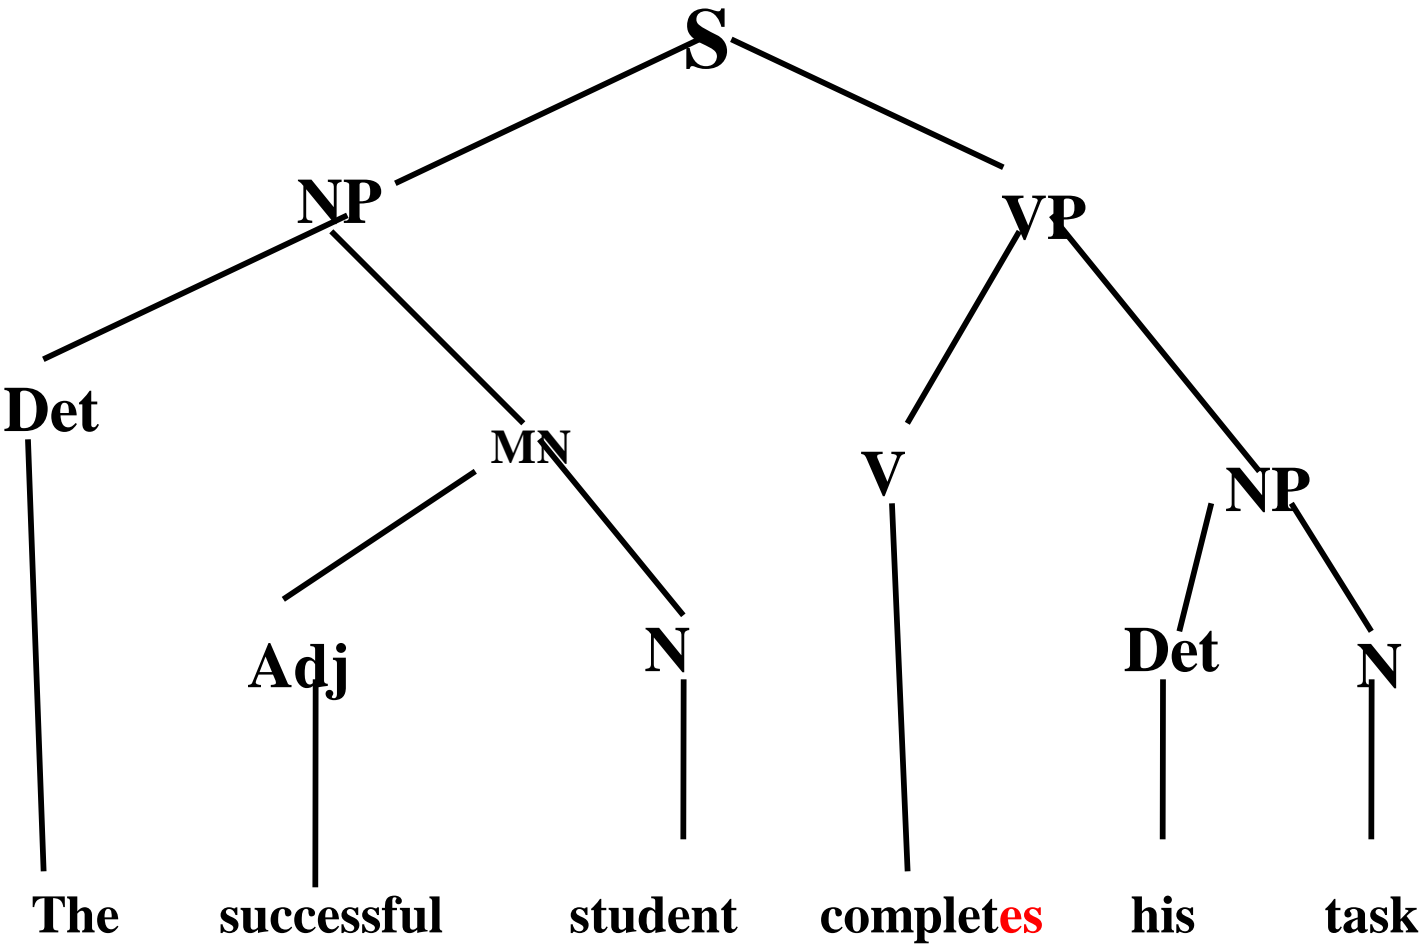 S
NP VP
Det MN V NP
Adj N Det N
The successful student completes his task